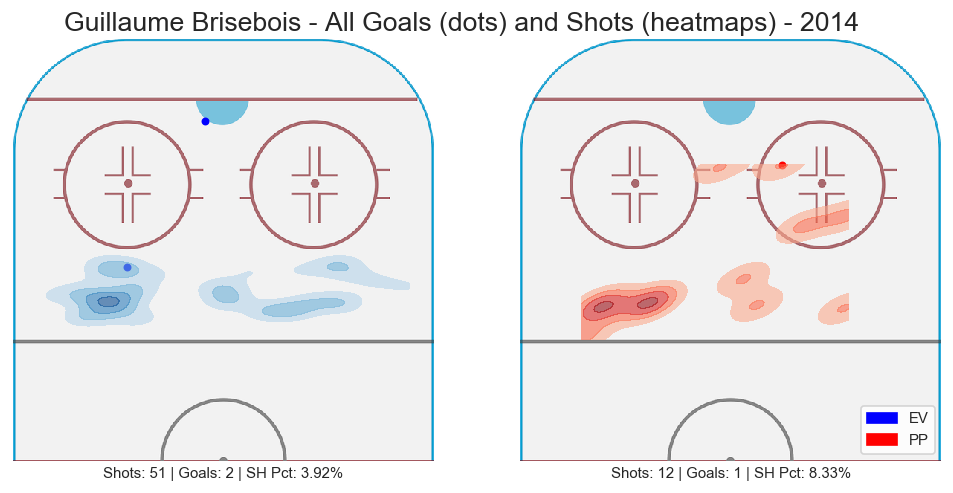 Guillaume Brisebois - All Goals (dots) and Shots (heatmaps) - 2014
EV
PP
Shots: 51 | Goals: 2 | SH Pct: 3.92%
Shots: 12 | Goals: 1 | SH Pct: 8.33%